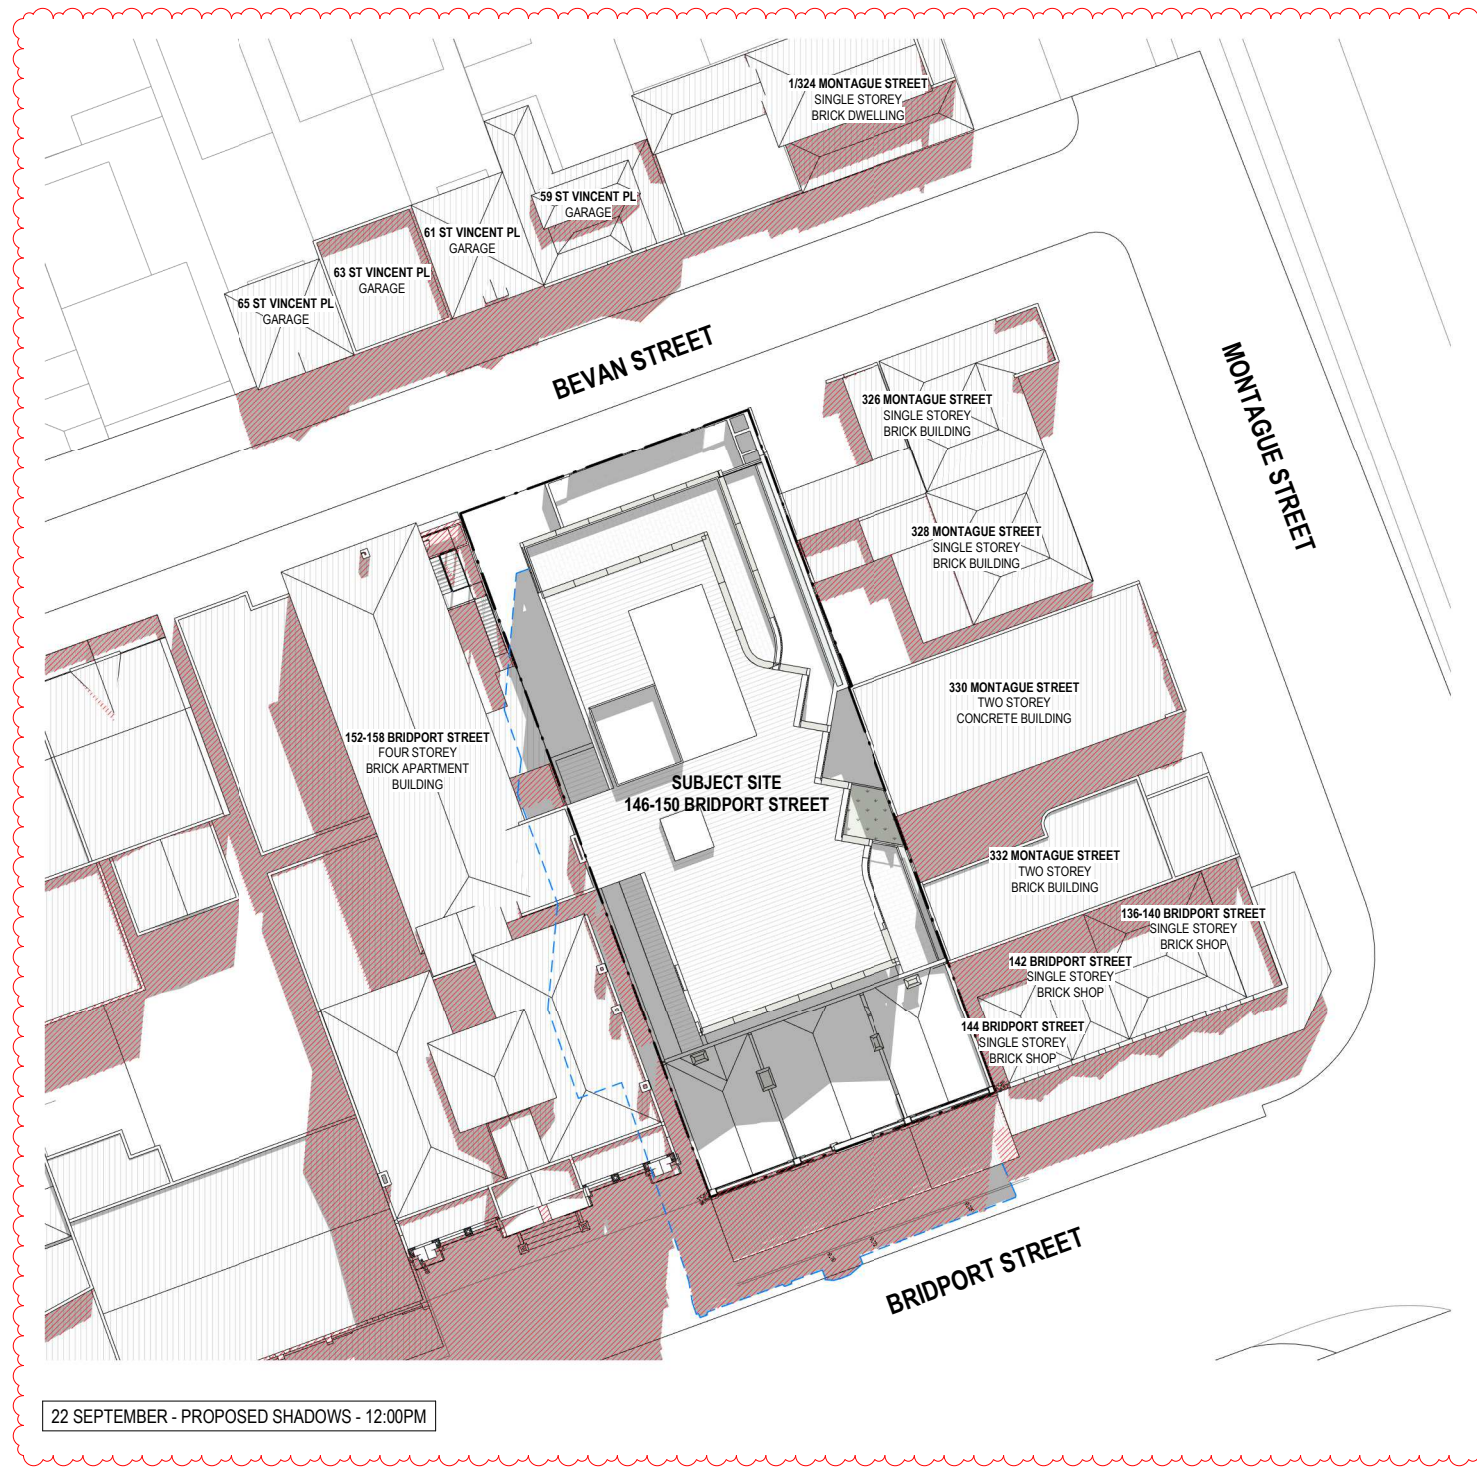 1/324 MONTAGUE STREET
SINGLE STOREY
BRICK DWELLING
59 ST VINCENT PL
GARAGE
61 ST VINCENT PL
GARAGE
63 ST VINCENT PL
GARAGE
65 ST VINCENT PL
GARAGE
BEVAN STREET
MONTAGUE STREET
326 MONTAGUE STREET
SINGLE STOREY
BRICK BUILDING
328 MONTAGUE STREET
SINGLE STOREY
BRICK BUILDING
330 MONTAGUE STREET
TWO STOREY
CONCRETE BUILDING
152-158 BRIDPORT STREET
FOUR STOREY
BRICK APARTMENT
BUILDING
SUBJECT SITE
146-150 BRIDPORT STREET
332 MONTAGUE STREET
TWO STOREY
BRICK BUILDING
136-140 BRIDPORT STREET
SINGLE STOREY
BRICK SHOP
142 BRIDPORT STREET
SINGLE STOREY
BRICK SHOP
144 BRIDPORT STREET
SINGLE STOREY
BRICK SHOP
BRIDPORT STREET
22 SEPTEMBER - PROPOSED SHADOWS - 12:00PM